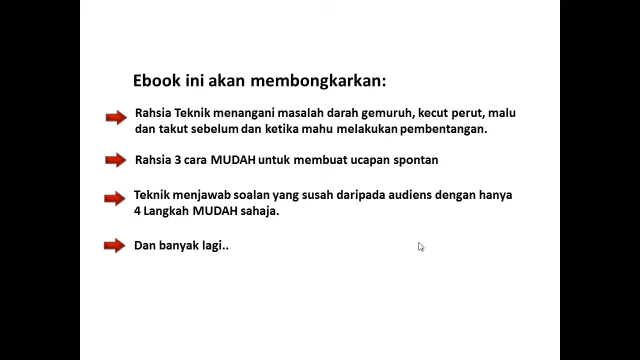 Ebook ini akan membongkarkan:
Rahsia Teknik menangani masalah darah gemuruh, kecut perut, malu
dan takut sebelum dan ketika mahu melakukan pembentangan.
Rahsia 3 cara MUDAH untuk membuat ucapan spontan
Teknik menjawab soalan yang susah daripada audiens dengan hanya
4 Langkah MUDAH sahaja.
Dan banyak lagi..